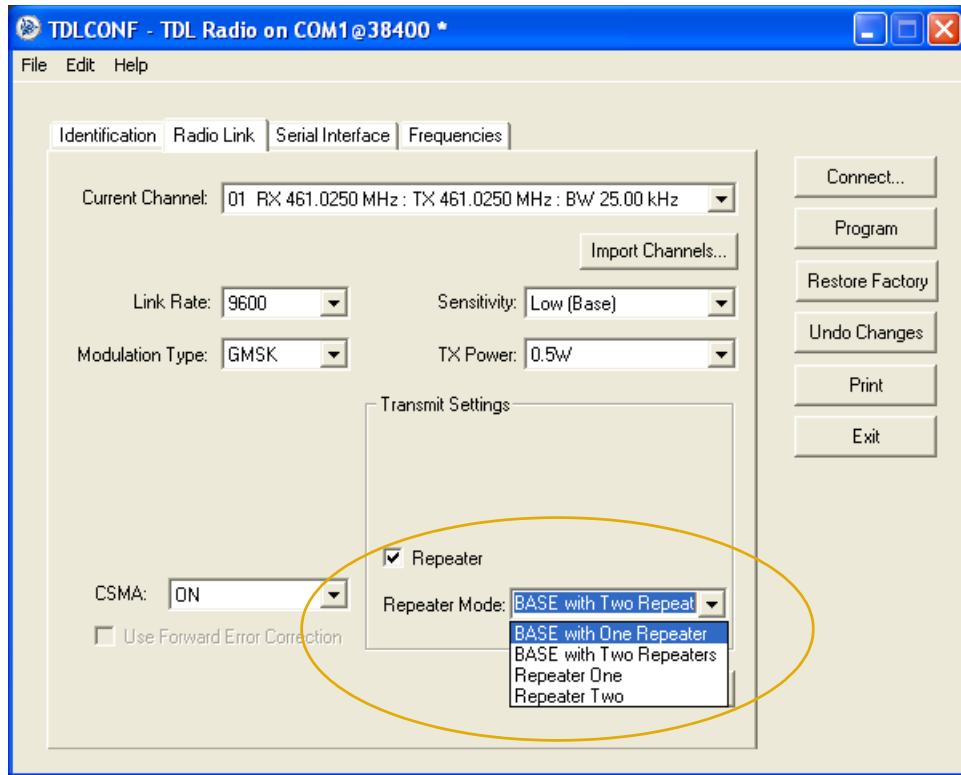 TDLCONF - TDL Radio on COM1@38400 *
File Edit Help
Identification Radio Link Serial Interface Frequencies
Current Channel: 01 RX 461.0250 MHz : TX 461.0250 MHz : BW 25.00 kHz
Import Channels...
Link Rate: 9600
Sensitivity: Low (Base)
Modulation Type: GMSK
TX Power: 0.5W
Transmit Settings
Repeater
CSMA: ON
Repeater Mode: BASE with Two Repeat
Use Forward Error Correction
BASE with One Repeater
BASE with Two Repeaters
Repeater One
Repeater Two
Connect...
Program
Restore Factory
Undo Changes
Print
Exit